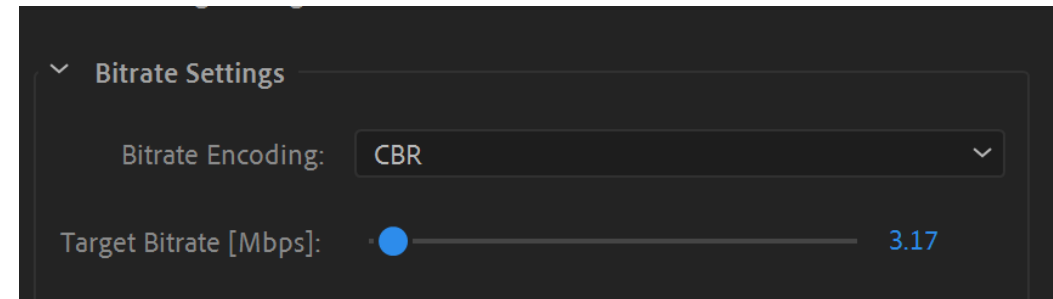 Bitrate Settings
Bitrate Encoding: CBR
Target Bitrate [Mbps]: 3.17